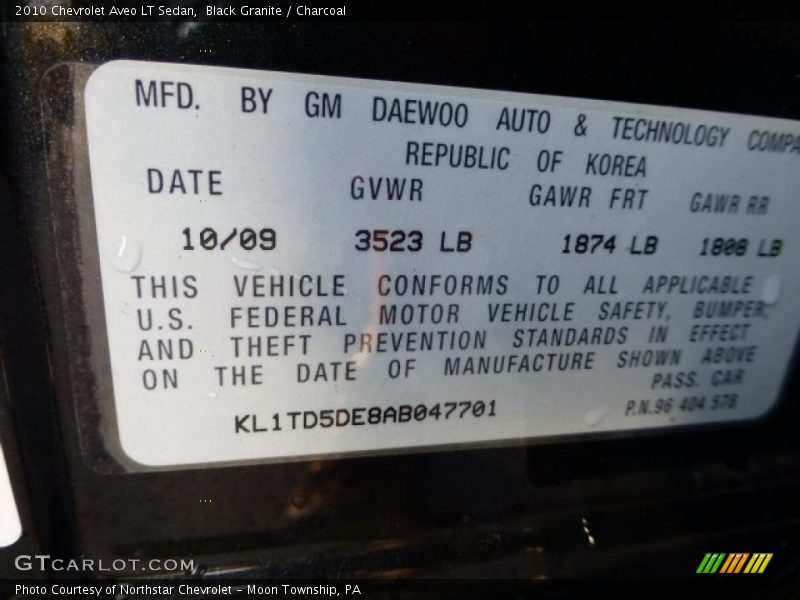 2010 Chevrolet Aveo LT Sedan, Black Granite / Charcoal
MFD. BY GM DAEWOO AUTO & TECHNOLOGY COMPA
REPUBLIC OF KOREA
DATE GVWR GAWR FRT GAWR RR
10/09 3523 LB 1874 LB 1808 LB
THIS VEHICLE CONFORMS TO ALL APPLICABLE
U.S. FEDERAL MOTOR VEHICLE SAFETY, BUMPER,
AND THEFT PREVENTION STANDARDS IN EFFECT
ON THE DATE OF MANUFACTURE SHOWN ABOVE
PASS. CAR
KL1TD5DE8AB047701 P.N.96 404 578
GTCARLOT.COM
Photo Courtesy of Northstar Chevrolet - Moon Township, PA